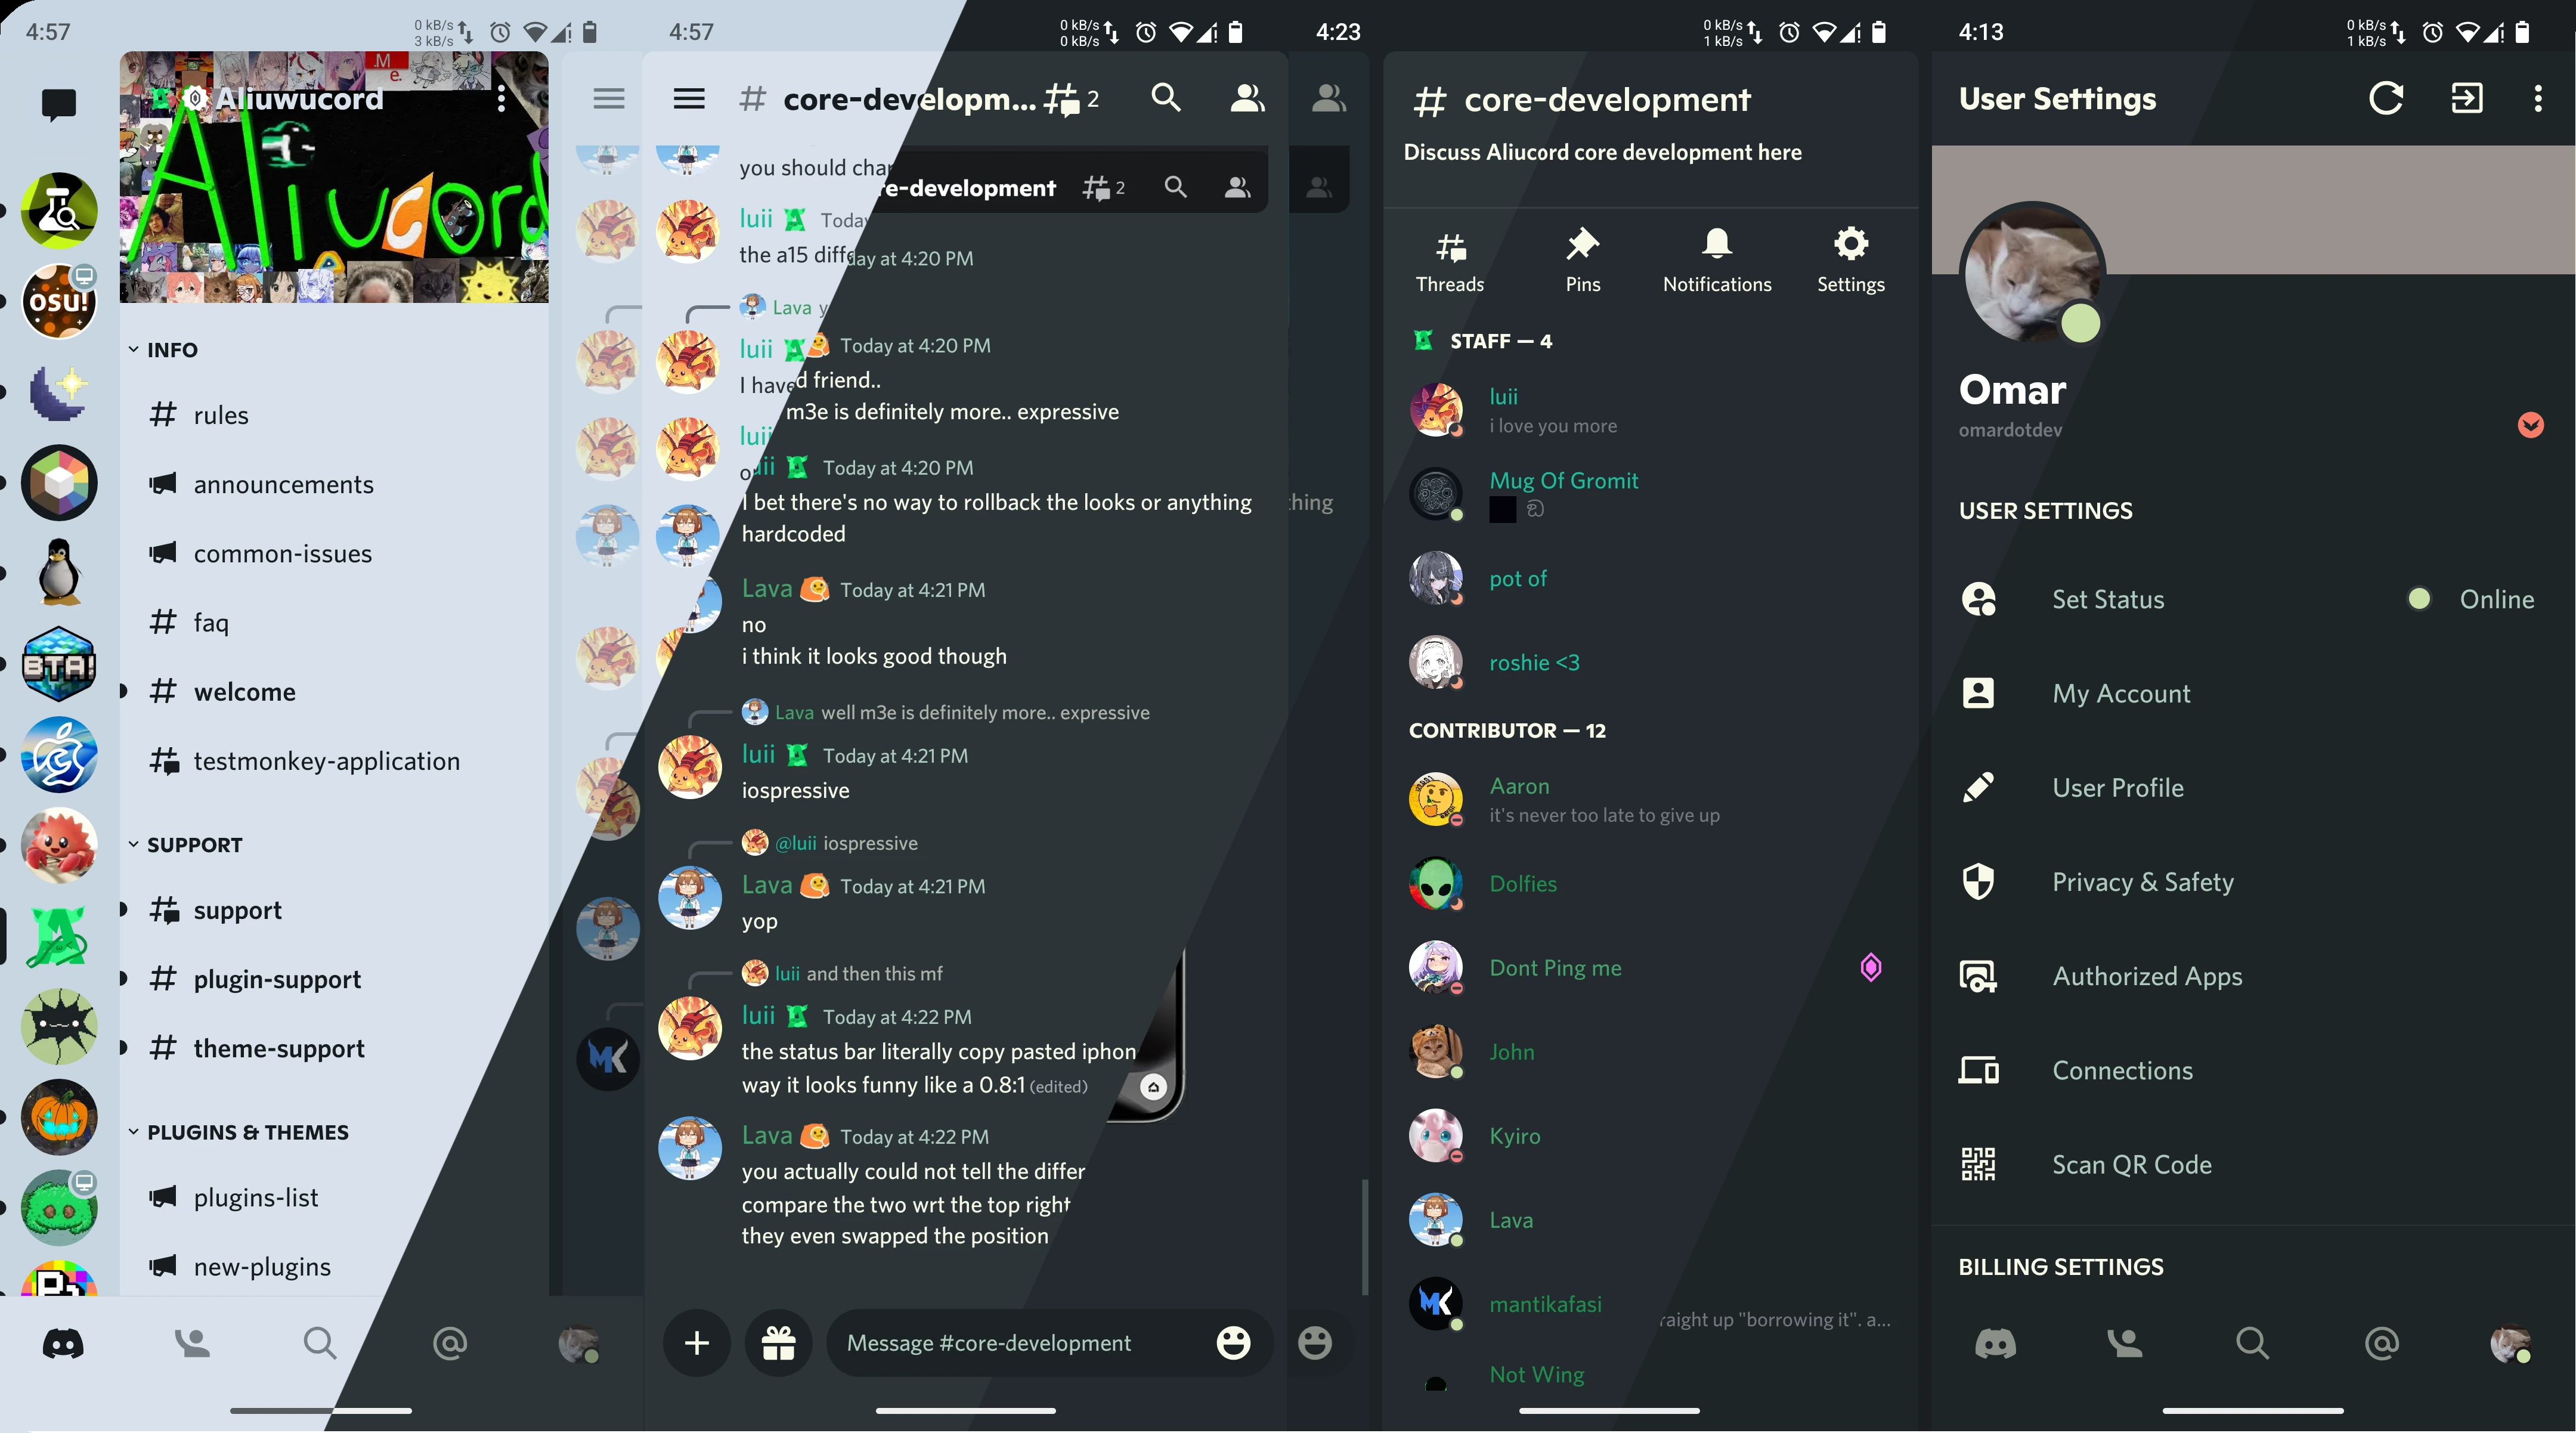 4:57
0 kB/s
3 kB/s
Aliuwucord
.M
e.
Aliucord
osu!
BTA!
INFO
rules
announcements
common-issues
faq
welcome
testmonkey-application
SUPPORT
support
plugin-support
theme-support
PLUGINS & THEMES
plugins-list
new-plugins
4:57
0 kB/s
0 kB/s
# core-developm... 2
you should char
re-development 2
luii Today
the a15 diffe
day at 4:20 PM
Lava y
luii Today at 4:20 PM
I have d friend..
m3e is definitely more.. expressive
luii
luii Today at 4:20 PM
I bet there's no way to rollback the looks or anything
hardcoded
Lava Today at 4:21 PM
no
i think it looks good though
Lava well m3e is definitely more.. expressive
luii Today at 4:21 PM
iospressive
@luii iospressive
Lava Today at 4:21 PM
yop
luii and then this mf
luii Today at 4:22 PM
the status bar literally copy pasted iphon
way it looks funny like a 0.8:1 (edited)
Lava Today at 4:22 PM
you actually could not tell the differ
compare the two wrt the top right
they even swapped the position
Message #core-development
4:23
0 kB/s
1 kB/s
thing
# core-development
Discuss Aliucord core development here
Threads
Pins
Notifications
Settings
STAFF — 4
luii
i love you more
Mug Of Gromit
pot of
roshie <3
CONTRIBUTOR — 12
Aaron
it's never too late to give up
Dolfies
Dont Ping me
John
Kyiro
Lava
MK
mantikafasi
raight up "borrowing it". a...
Not Wing
4:13
0 kB/s
1 kB/s
User Settings
Omar
omardotdev
USER SETTINGS
Set Status
Online
My Account
User Profile
Privacy & Safety
Authorized Apps
Connections
Scan QR Code
BILLING SETTINGS